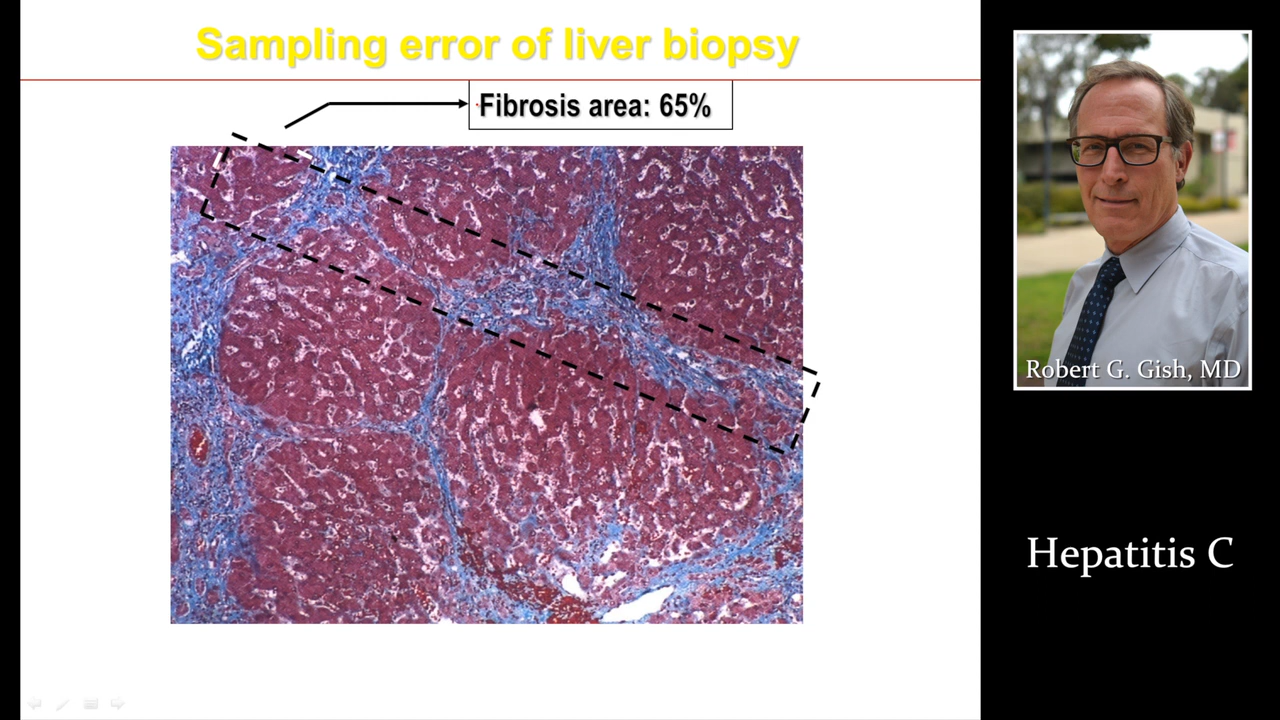 Sampling error of liver biopsy
Fibrosis area: 65%
Robert G. Gish, MD
Hepatitis C